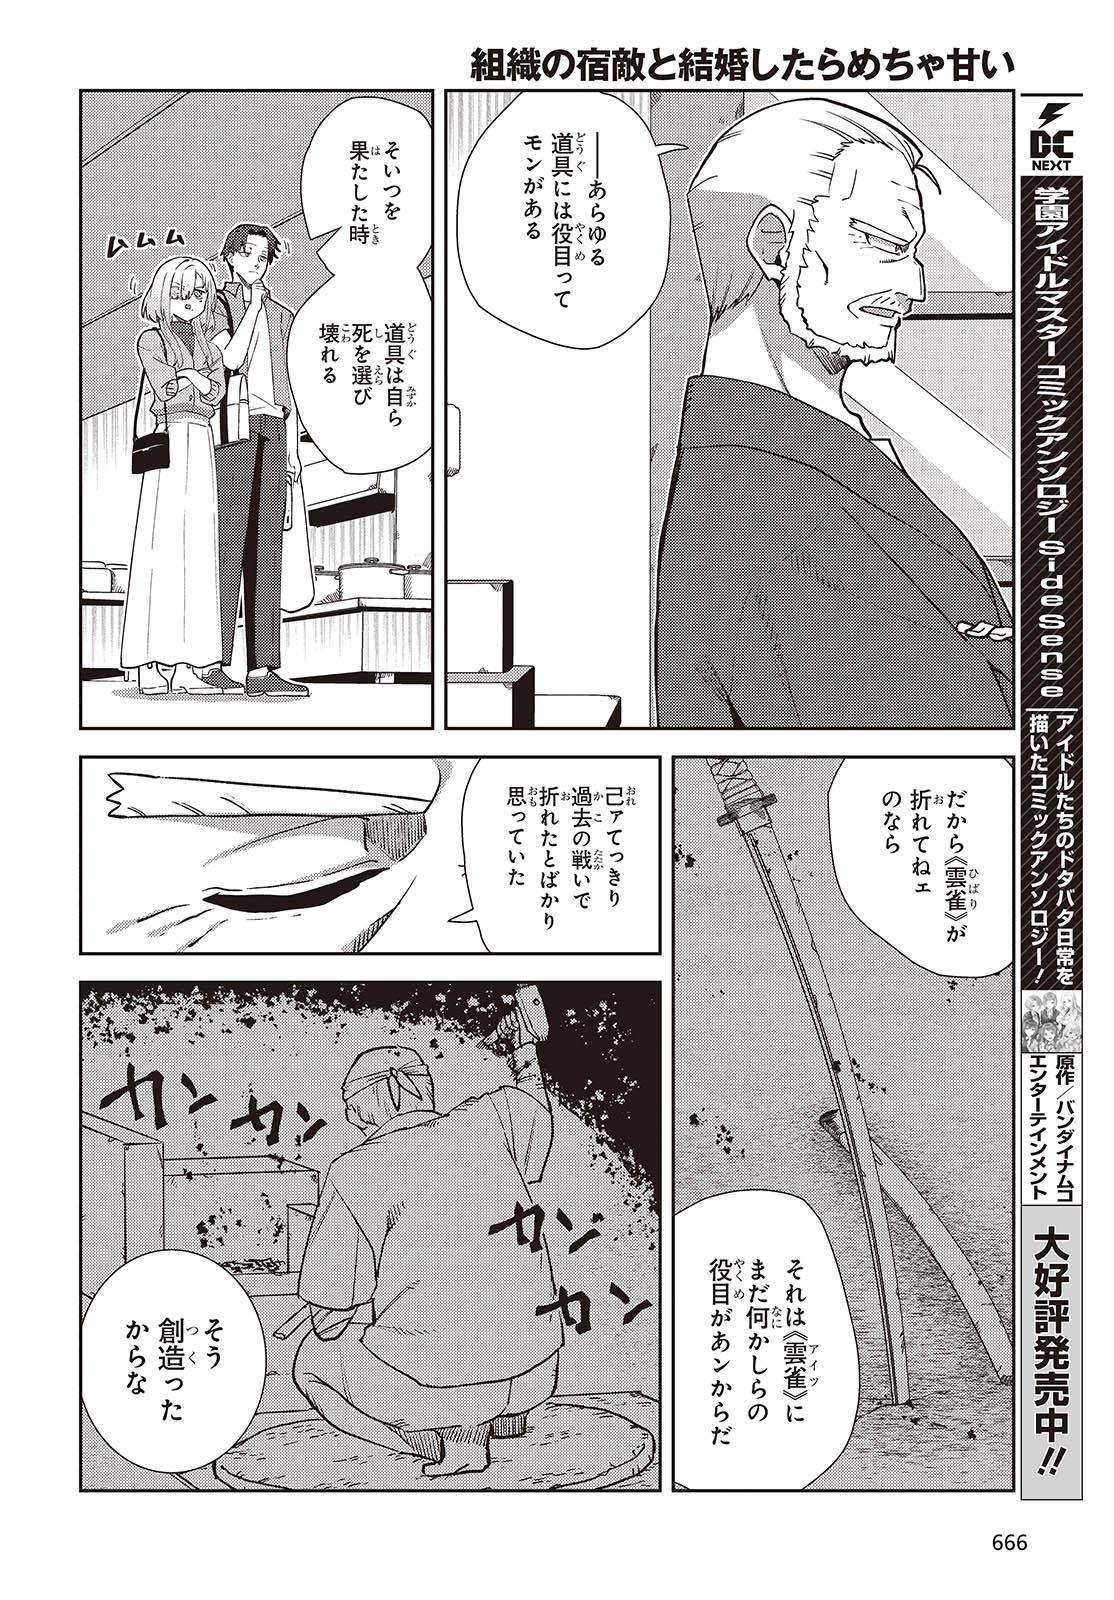 組織の宿敵と結婚したらめちゃ甘い
――あらゆる
道具には役目って
モンがある
そいつを
果たした時
道具は自ら
死を選び
壊れる
ムムム
だから《雲雀》が
折れてねェ
のなら
それは《雲雀》に
まだ何かしらの
役目があンからだ
己ァてっきり
過去の戦いで
折れたとばかり
思っていた
カン
カン
カン
そう
創造った
からな
DC
NEXT
学園アイドルマスター コミックアンソロジー Side Sense
アイドルたちのドタバタ日常を
描いたコミックアンソロジー!
原作/バンダイナムコ
エンターテインメント
大好評発売中!!
666